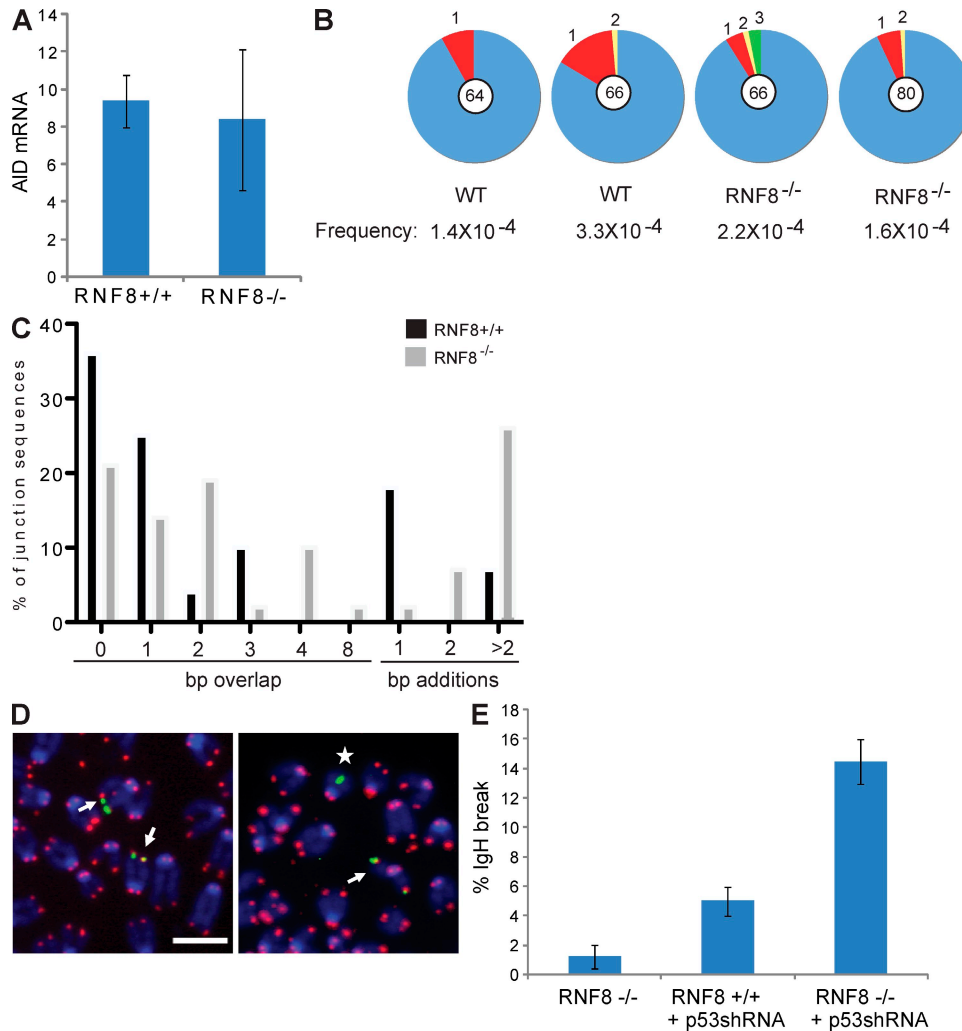 A
AID mRNA
14
12
10
8
6
4
2
0
RNF8+/+
RNF8-/-
B
1
1
2
1
2
3
1
2
64
66
66
80
WT
WT
RNF8-/-
RNF8-/-
Frequency: 1.4X10-4 3.3X10-4 2.2X10-4 1.6X10-4
C
% of junction sequences
40
30
20
10
0
RNF8+/+
RNF8-/-
0 1 2 3 4 8 1 2 >2
bp overlap
bp additions
D
E
% IgH break
18
16
14
12
10
8
6
4
2
0
RNF8 -/-
RNF8 +/+
+ p53shRNA
RNF8 -/-
+ p53shRNA